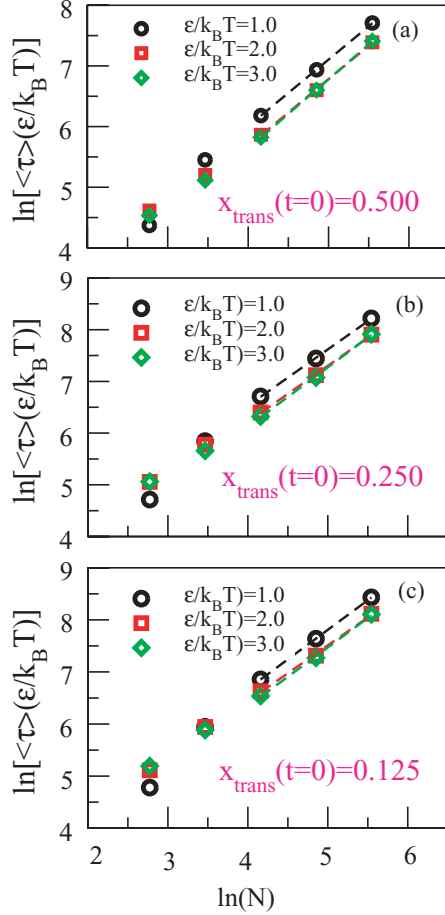 8
7
6
5
4
ln[<τ>(ε/k_BT)]
ε/k_BT=1.0
ε/k_BT=2.0
ε/k_BT=3.0
(a)
x_trans(t=0)=0.500
9
8
7
6
5
4
ln[<τ>(ε/k_BT)]
ε/k_BT)=1.0
ε/k_BT)=2.0
ε/k_BT)=3.0
(b)
x_trans(t=0)=0.250
9
8
7
6
5
4
ln[<τ>(ε/k_BT)]
ε/k_BT)=1.0
ε/k_BT)=2.0
ε/k_BT)=3.0
(c)
x_trans(t=0)=0.125
2 3 4 5 6
ln(N)